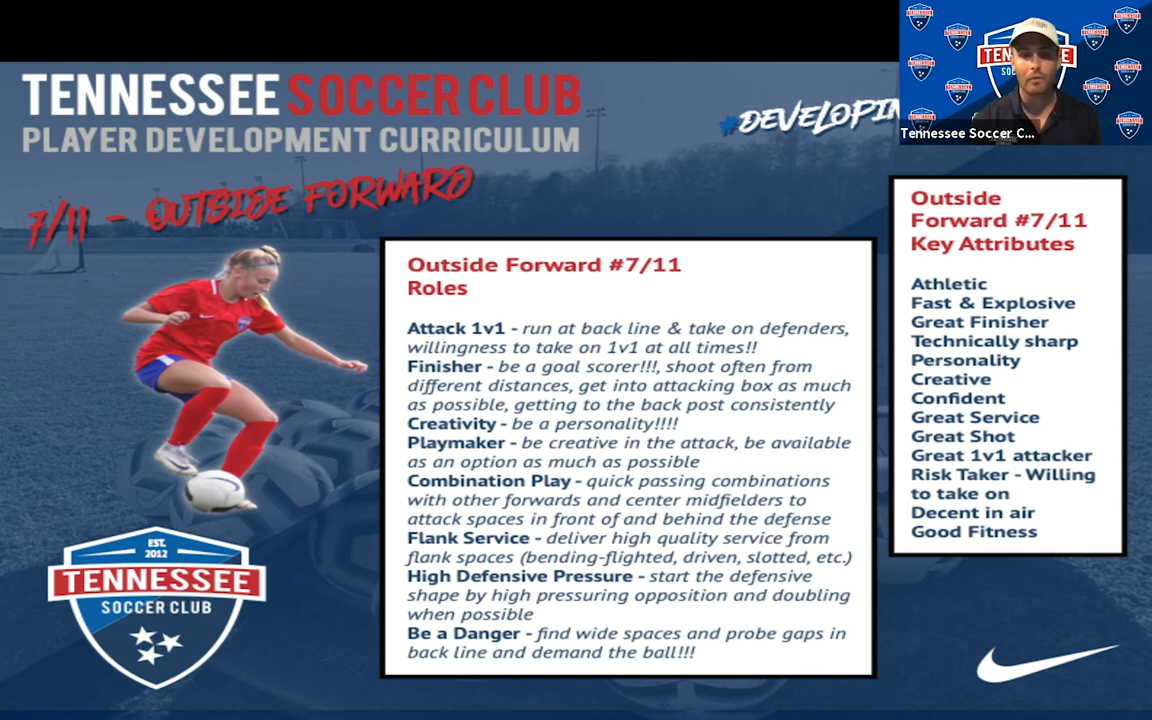 TENNESSEE SOCCER CLUB
PLAYER DEVELOPMENT CURRICULUM
#DEVELOPIN
Tennessee Soccer C...
7/11 - OUTSIDE FORWARD
Outside Forward #7/11
Roles
Attack 1v1 - run at back line & take on defenders,
willingness to take on 1v1 at all times!!
Finisher - be a goal scorer!!!, shoot often from
different distances, get into attacking box as much
as possible, getting to the back post consistently
Creativity - be a personality!!!!
Playmaker - be creative in the attack, be available
as an option as much as possible
Combination Play - quick passing combinations
with other forwards and center midfielders to
attack spaces in front of and behind the defense
Flank Service - deliver high quality service from
flank spaces (bending-flighted, driven, slotted, etc.)
High Defensive Pressure - start the defensive
shape by high pressuring opposition and doubling
when possible
Be a Danger - find wide spaces and probe gaps in
back line and demand the ball!!!
Outside
Forward #7/11
Key Attributes
Athletic
Fast & Explosive
Great Finisher
Technically sharp
Personality
Creative
Confident
Great Service
Great Shot
Great 1v1 attacker
Risk Taker - Willing
to take on
Decent in air
Good Fitness
EST.
2012
TENNESSEE
SOCCER CLUB